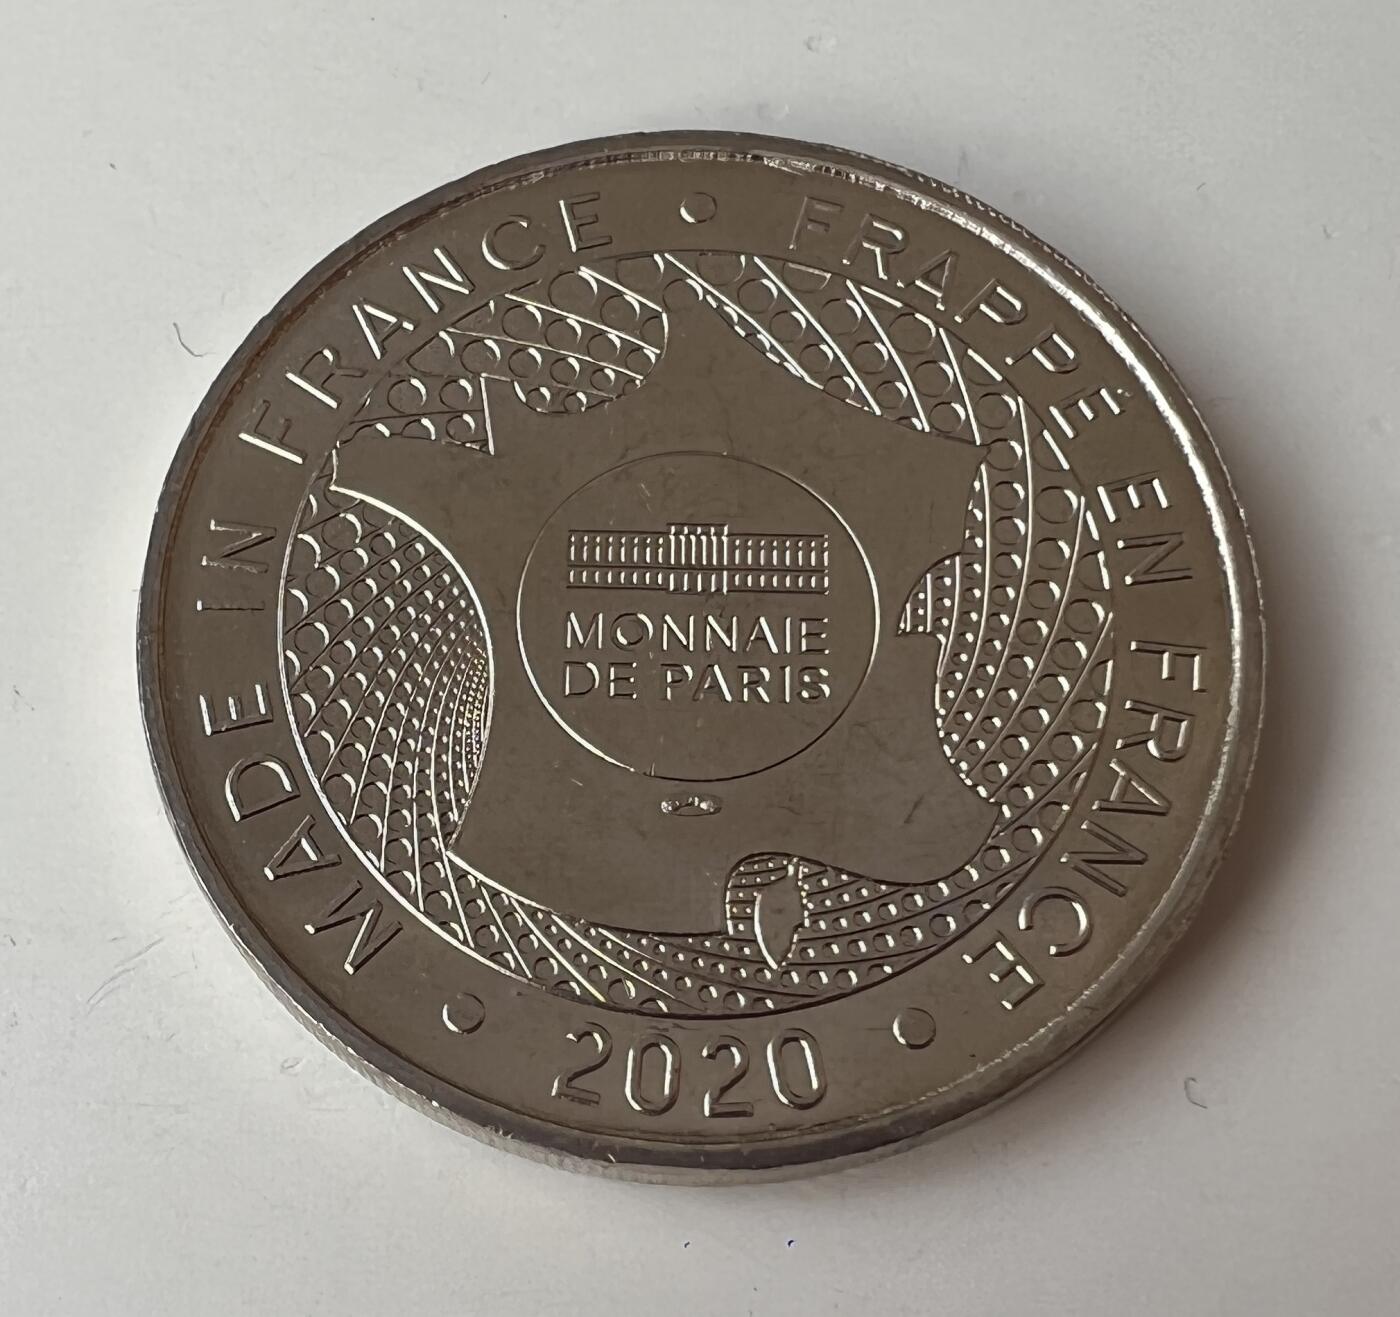 MADE IN FRANCE • FRAPPÉ EN FRANCE •
MONNAIE
DE PARIS
2020 •